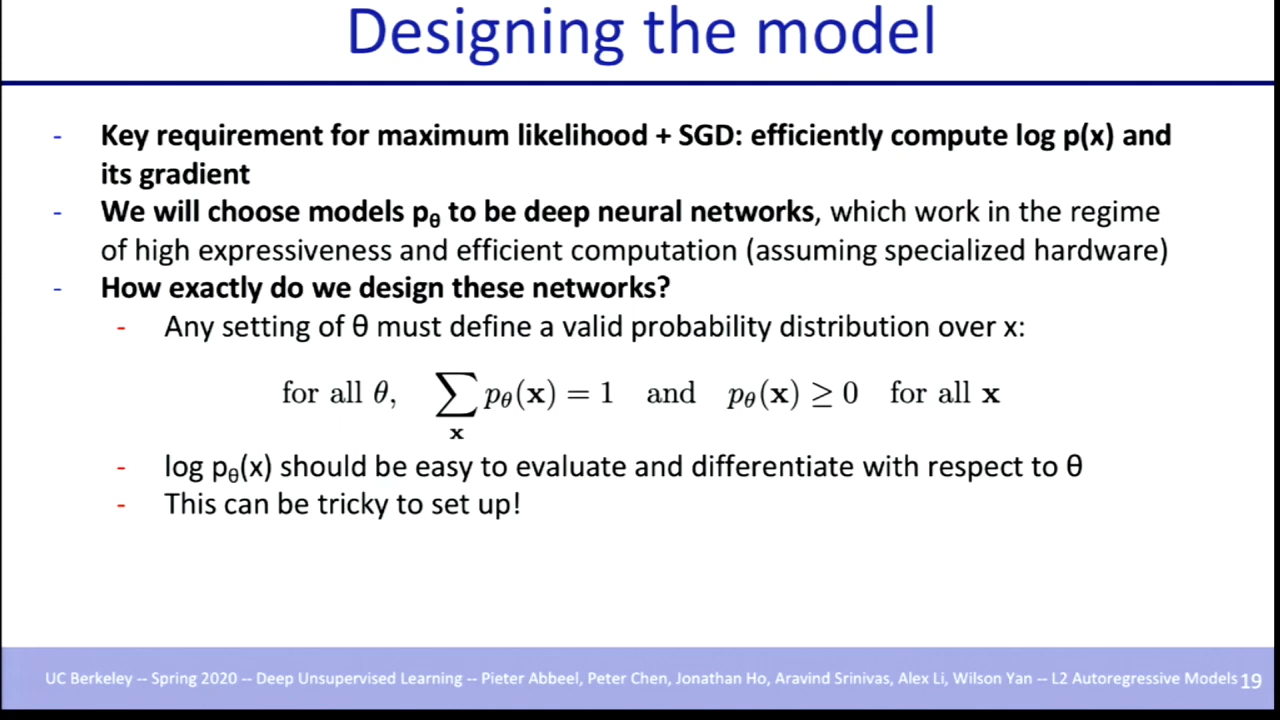 Designing the model
- Key requirement for maximum likelihood + SGD: efficiently compute log p(x) and
its gradient
- We will choose models pθ to be deep neural networks, which work in the regime
of high expressiveness and efficient computation (assuming specialized hardware)
- How exactly do we design these networks?
- Any setting of θ must define a valid probability distribution over x:
for all θ, ∑x pθ(x) = 1 and pθ(x) ≥ 0 for all x
- log pθ(x) should be easy to evaluate and differentiate with respect to θ
- This can be tricky to set up!
UC Berkeley -- Spring 2020 -- Deep Unsupervised Learning -- Pieter Abbeel, Peter Chen, Jonathan Ho, Aravind Srinivas, Alex Li, Wilson Yan -- L2 Autoregressive Models 19